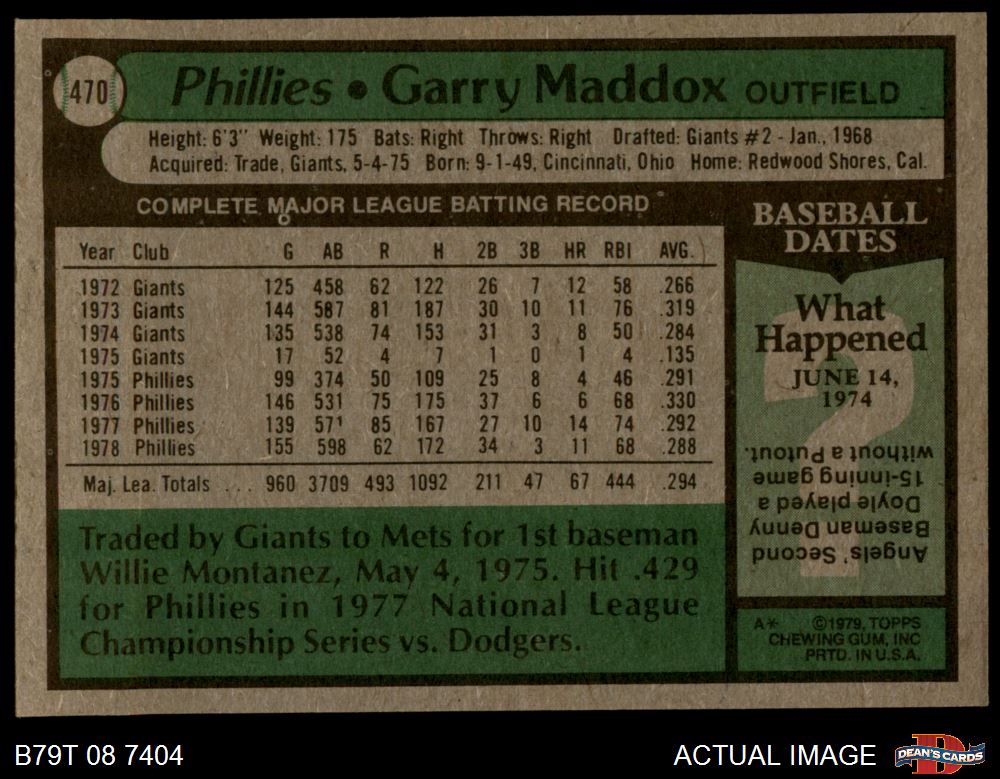 470
Phillies • Garry Maddox OUTFIELD
Height: 6'3" Weight: 175 Bats: Right Throws: Right Drafted: Giants #2 - Jan., 1968
Acquired: Trade, Giants, 5-4-75 Born: 9-1-49, Cincinnati, Ohio Home: Redwood Shores, Cal.
COMPLETE MAJOR LEAGUE BATTING RECORD
Year Club G AB R H 2B 3B HR RBI AVG.
1972 Giants 125 458 62 122 26 7 12 58 .266
1973 Giants 144 587 81 187 30 10 11 76 .319
1974 Giants 135 538 74 153 31 3 8 50 .284
1975 Giants 17 52 4 7 1 0 1 4 .135
1975 Phillies 99 374 50 109 25 8 4 46 .291
1976 Phillies 146 531 75 175 37 6 6 68 .330
1977 Phillies 139 571 85 167 27 10 14 74 .292
1978 Phillies 155 598 62 172 34 3 11 68 .288
Maj. Lea. Totals ... 960 3709 493 1092 211 47 67 444 .294
Traded by Giants to Mets for 1st baseman
Willie Montanez, May 4, 1975. Hit .429
for Phillies in 1977 National League
Championship Series vs. Dodgers.
BASEBALL
DATES
What
Happened
?
JUNE 14,
1974
Angels' Second
Baseman Denny
Doyle played a
15-inning game
without a Putout.
A* ©1979, TOPPS
CHEWING GUM, INC
PRTD. IN U.S.A.
B79T 08 7404
ACTUAL IMAGE
DEAN'S CARDS